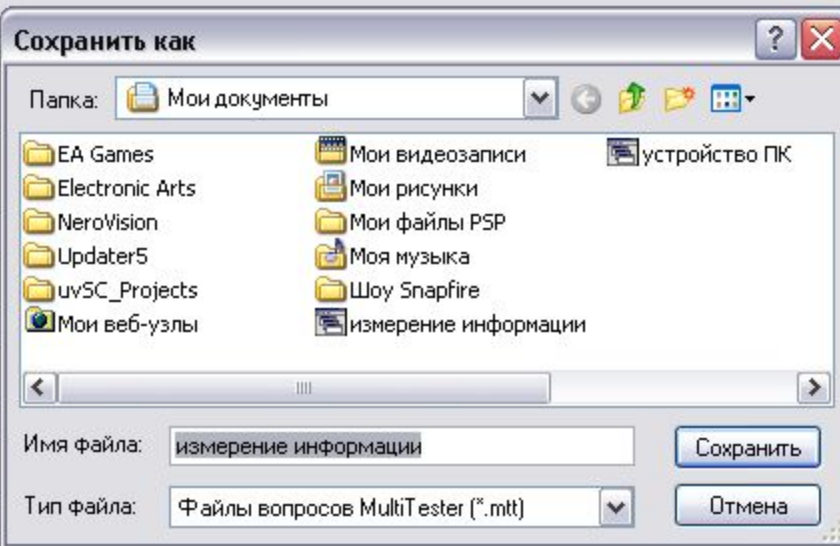 Сохранить как
Папка: Мои документы
EA Games Мои видеозаписи устройство ПК
Electronic Arts Мои рисунки
NeroVision Мои файлы PSP
Updater5 Моя музыка
uvSC_Projects Шоу Snapfire
Мои веб-узлы измерение информации
Имя файла: измерение информации Сохранить
Тип файла: Файлы вопросов MultiTester (*.mtt) Отмена